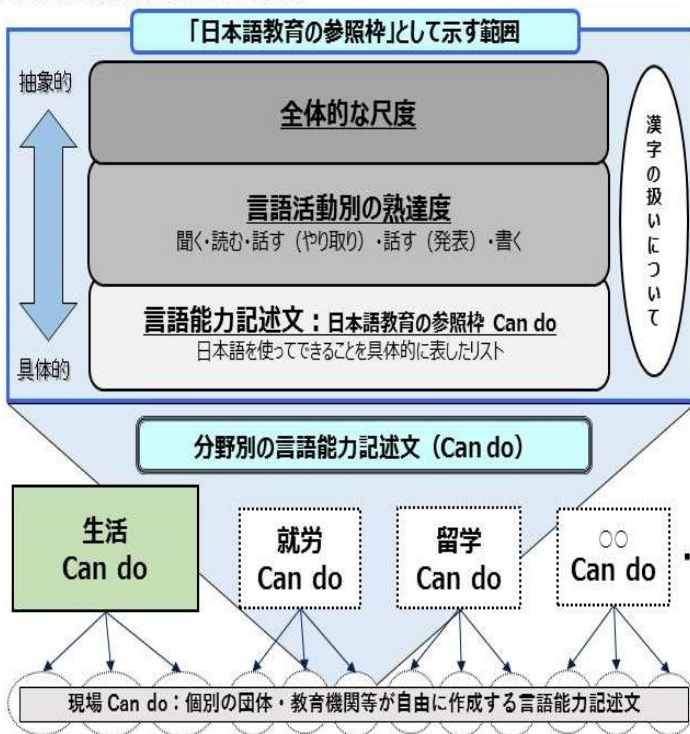 「日本語教育の参照枠」として示す範囲
抽象的
全体的な尺度
言語活動別の熟達度
聞く・読む・話す（やり取り）・話す（発表）・書く
言語能力記述文：日本語教育の参照枠 Can do
日本語を使ってできることを具体的に表したリスト
具体的
漢字の扱いについて
分野別の言語能力記述文（Can do）
生活
Can do
就労
Can do
留学
Can do
○○
Can do
現場 Can do：個別の団体・教育機関等が自由に作成する言語能力記述文